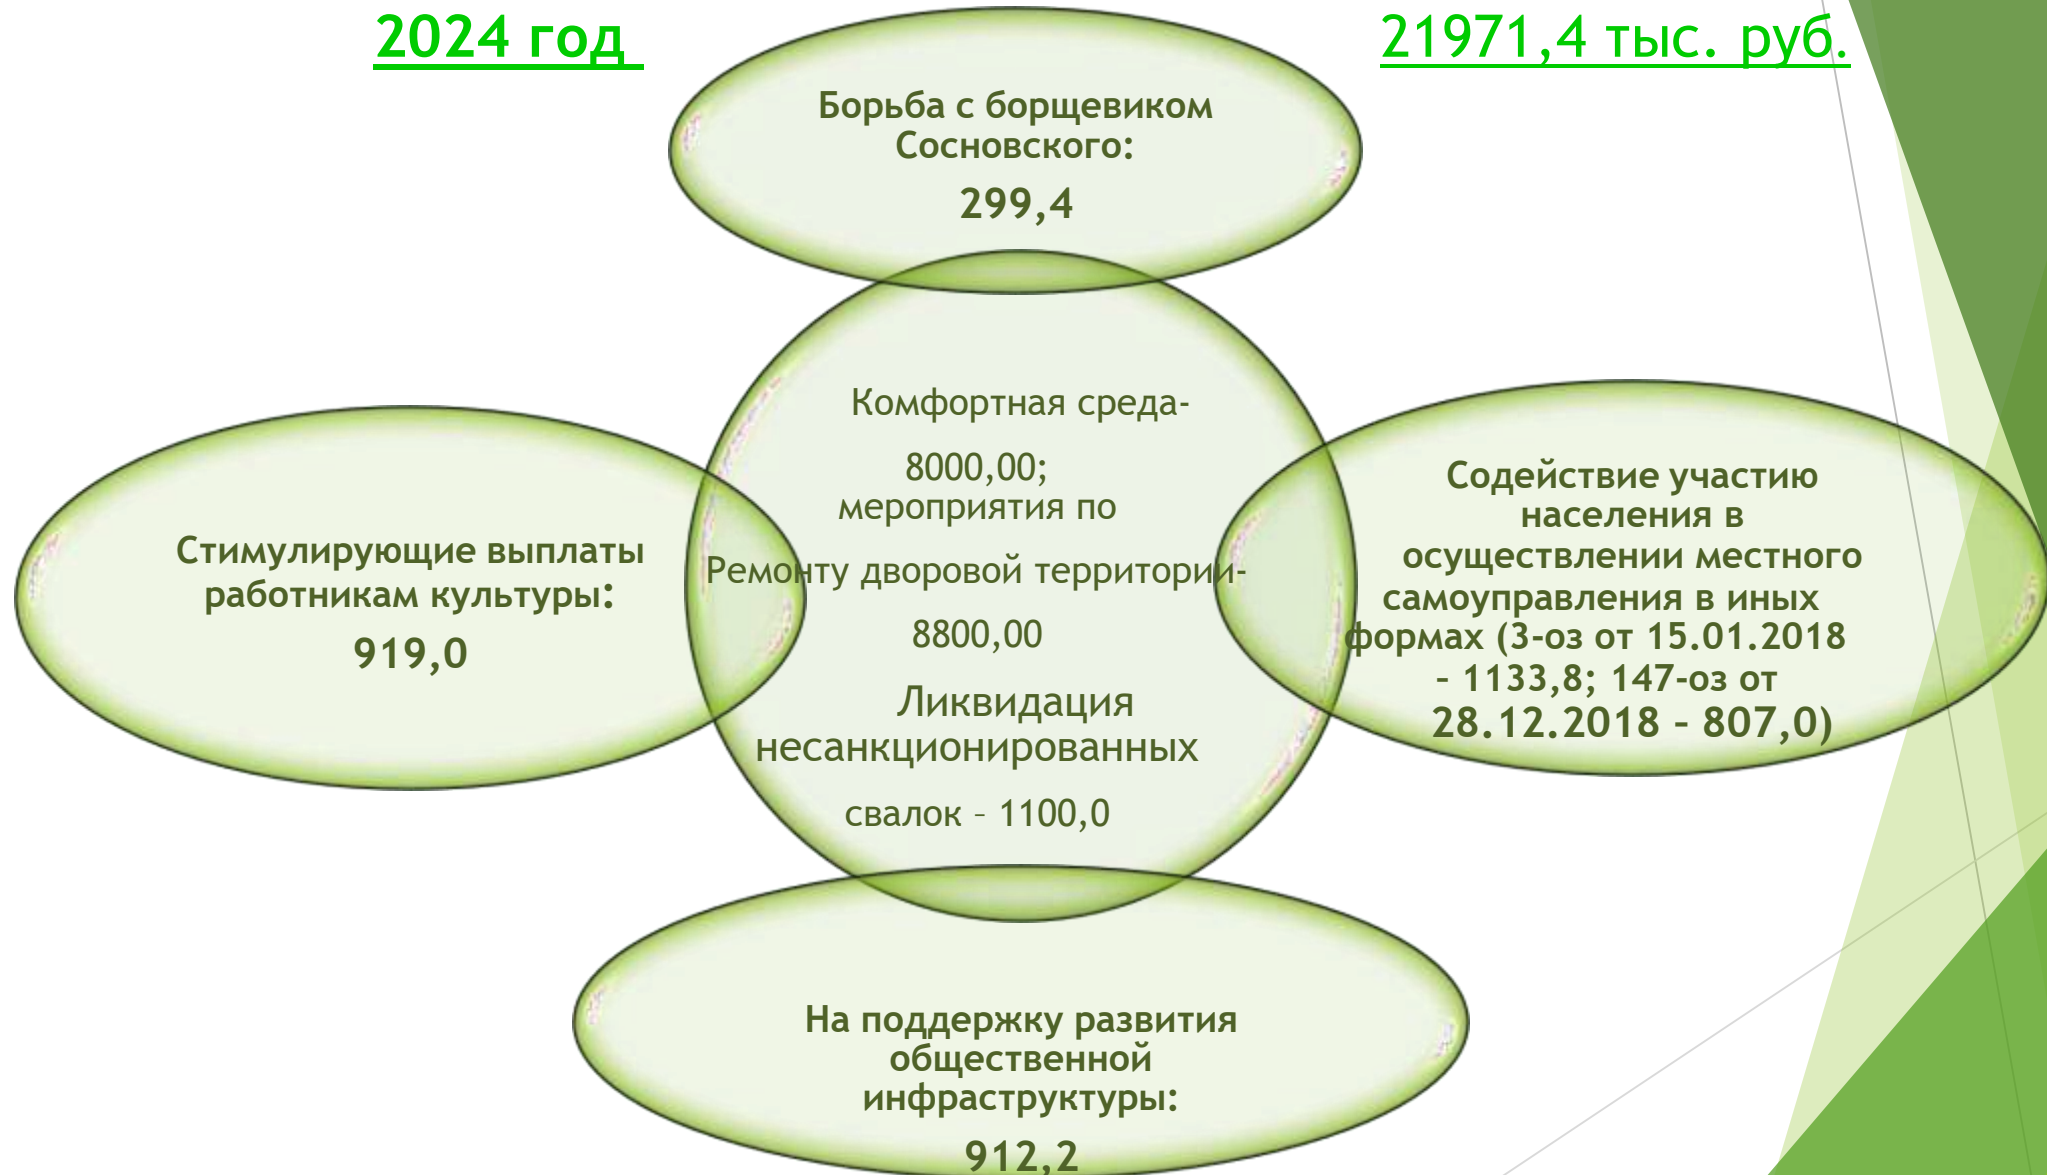 2024 год
21971,4 тыс. руб.
Борьба с борщевиком
Сосновского:
299,4
Комфортная среда-
8000,00;
мероприятия по
Ремонту дворовой территории-
8800,00
Ликвидация
несанкционированных
свалок – 1100,0
Стимулирующие выплаты
работникам культуры:
919,0
Содействие участию
населения в
осуществлении местного
самоуправления в иных
формах (3-оз от 15.01.2018
– 1133,8; 147-оз от
28.12.2018 – 807,0)
На поддержку развития
общественной
инфраструктуры:
912,2